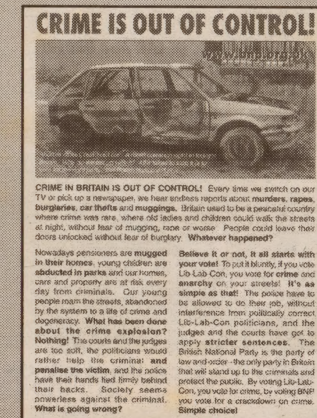 CRIME IS OUT OF CONTROL!
CRIME IN BRITAIN IS OUT OF CONTROL! Every time we switch on our
TV or pick up a newspaper, we hear endless reports about murders, rapes,
burglaries, car thefts and muggings. Britain used to be a peaceful country
where crime was rare, where old ladies and children could walk the streets
at night, without fear of mugging, rape or worse. People could leave their
doors unlocked without fear of burglary. Whatever happened?
Nowadays pensioners are mugged
in their homes, young children are
abducted in parks and our homes,
cars and property are at risk every
day from criminals. Our young
people roam the streets, abandoned
by the system to a life of crime and
degeneracy. What has been done
about the crime explosion?
Nothing! The courts and the judges
are too soft, the politicians would
rather help the criminal and
penalise the victim, and the police
have their hands tied firmly behind
their backs. Society seems
powerless against the criminal.
What is going wrong?
Believe it or not, it all starts with
your vote! To put it bluntly, if you vote
Lib-Lab-Con, you vote for crime and
anarchy on your streets! It's as
simple as that! The police have to
be allowed to do their job, without
interference from politically correct
Lib-Lab-Con politicians, and the
judges and the courts have got to
apply stricter sentences. The
British National Party is the party of
law and order - the only party in Britain
that will stand up to the criminals and
protect the public. By voting Lib-Lab-
Con, you vote for crime, by voting BNP
you vote for a crackdown on crime.
Simple choice!